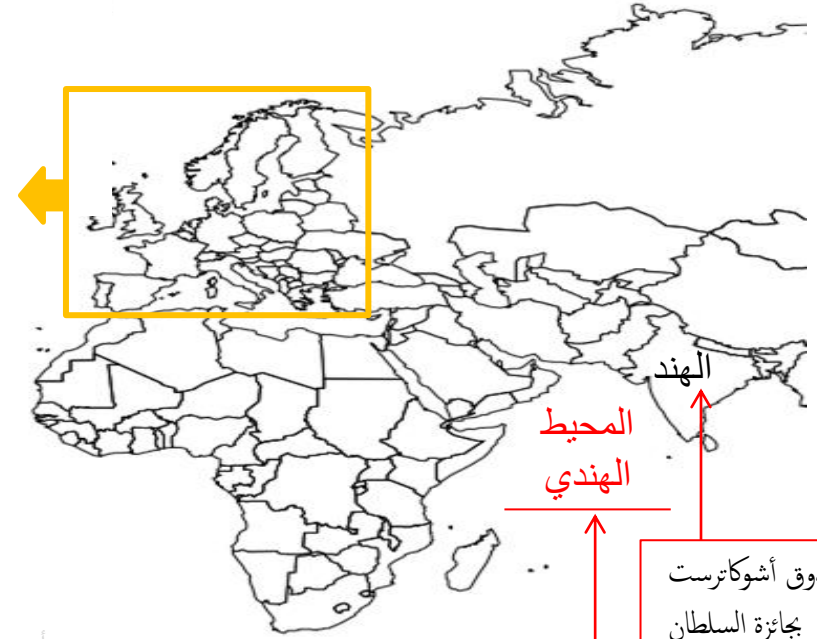 الهند
المحيط
الهندي
أشوكاترست
بجائزة السلطان